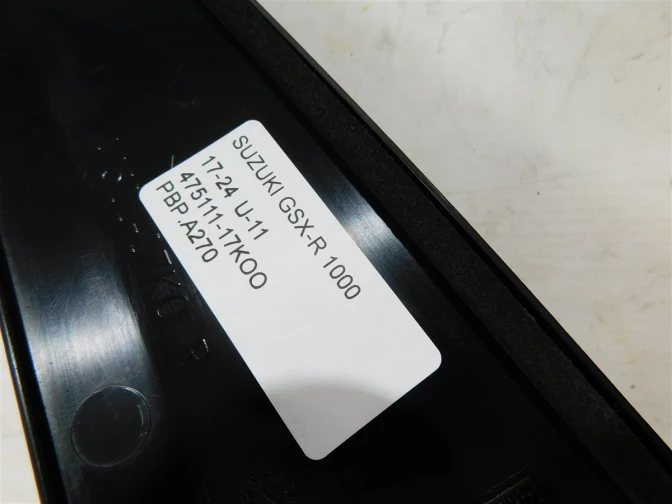 SUZUKI GSX-R 1000
17-24 U-11
475111-17KOO
PBP.A270
R